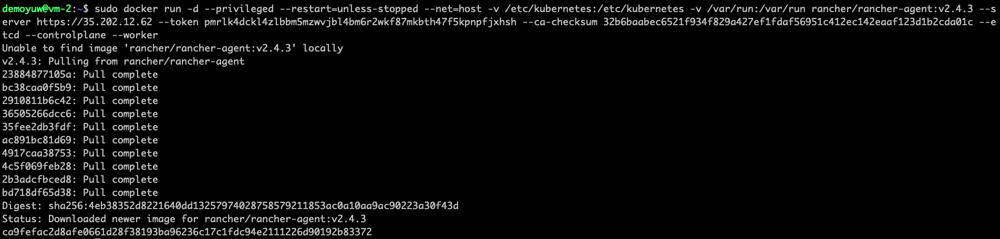 demoyuw@vm-2:~$ sudo docker run -d --privileged --restart=unless-stopped --net=host -v /etc/kubernetes:/etc/kubernetes -v /var/run:/var/run rancher/rancher-agent:v2.4.3 --s
erver https://35.202.12.62 --token pmrlk4dckl4zlbbm5mzwvjbl4bm6r2wkf87mkbth47f5kpnpfjxhsh --ca-checksum 32b6baabec6521f934f829a427ef1fdaf56951c412ec142eaaf123d1b2cda01c --e
tcd --controlplane --worker
Unable to find image 'rancher/rancher-agent:v2.4.3' locally
v2.4.3: Pulling from rancher/rancher-agent
23884877105a: Pull complete
bc38caa0f5b9: Pull complete
2910811b6c42: Pull complete
36505266dcc6: Pull complete
35fee2db3fdf: Pull complete
ac891bc81d69: Pull complete
4917caa38753: Pull complete
4c5f069feb28: Pull complete
2b3adcfbced8: Pull complete
bd718df65d38: Pull complete
Digest: sha256:4eb38352d8221640dd13257974028758579211853ac0a10aa9ac90223a30f43d
Status: Downloaded newer image for rancher/rancher-agent:v2.4.3
ca9fefac2d8afe0661d28f38193ba96236c17c1fdc94e2111226d90192b83372